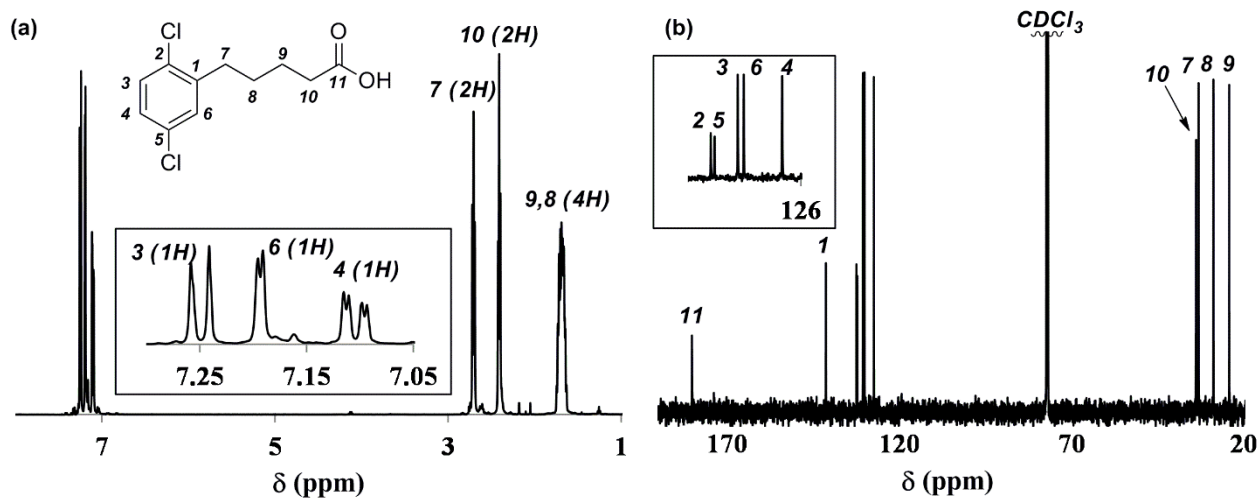 (a)
Cl
O
2
1
7
9
11
OH
3
8
10
4
6
5
Cl
10 (2H)
7 (2H)
9,8 (4H)
3 (1H)
6 (1H)
4 (1H)
7.25
7.15
7.05
7
5
3
1
δ (ppm)
(b)
CDCl3
3 6 4
2 5
126
10 7 8 9
1
11
170
120
70
20
δ (ppm)